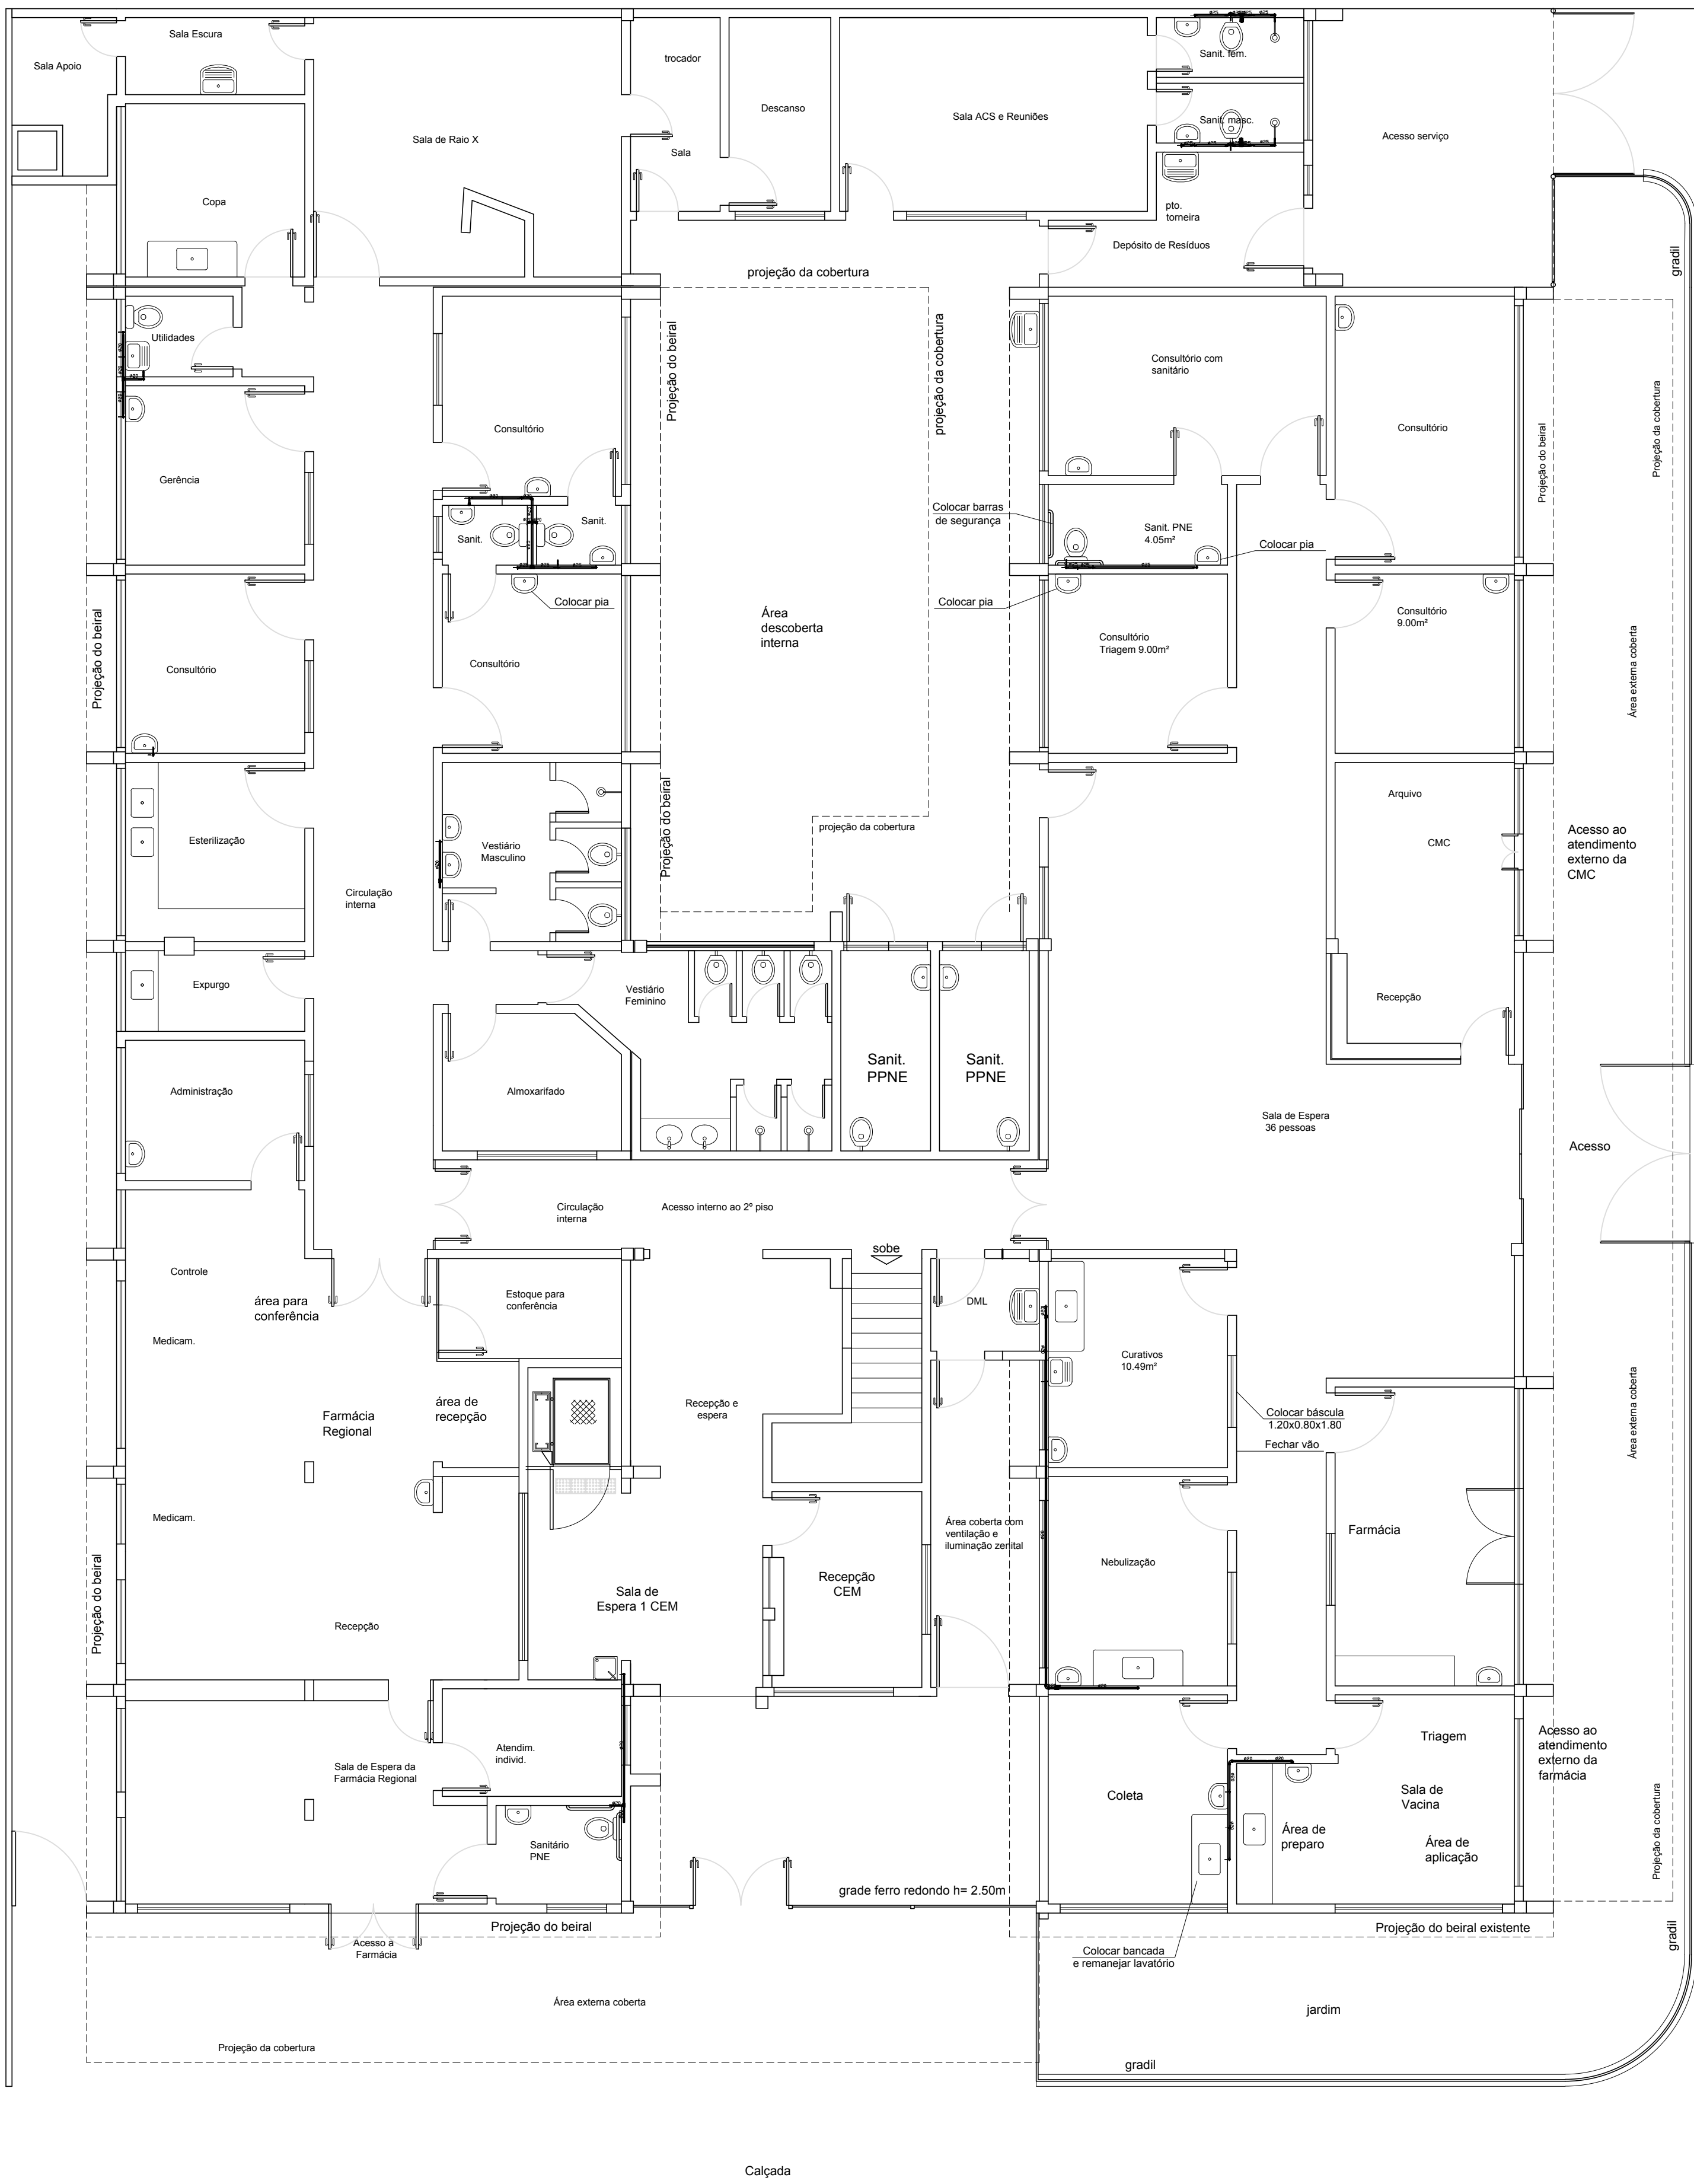 Sala Escura
Sala Apoio
Sala de Raio X
trocador
Descanso
Sala
Sala ACS e Reuniões
Sanit. fem.
Sanit. masc.
Acesso serviço
Copa
pto.
torneira
Depósito de Resíduos
gradil
projeção da cobertura
Utilidades
Projeção do beiral
projeção da cobertura
Consultório com
sanitário
Consultório
Consultório
Projeção do beiral
Projeção da cobertura
Gerência
Sanit.
Sanit.
Colocar barras
de segurança
Sanit. PNE
4.05m²
Colocar pia
Colocar pia
Colocar pia
Área
descoberta
interna
Consultório
9.00m²
Consultório
Triagem 9.00m²
Projeção do beiral
Consultório
Consultório
Área externa coberta
Arquivo
CMC
Acesso ao
atendimento
externo da
CMC
Projeção do beiral
projeção da cobertura
Esterilização
Vestiário
Masculino
Circulação
interna
Expurgo
Vestiário
Feminino
Recepção
Administração
Almoxarifado
Sanit.
PPNE
Sanit.
PPNE
Sala de Espera
36 pessoas
Acesso
Circulação
interna
Acesso interno ao 2º piso
sobe
Controle
área para
conferência
Estoque para
conferência
DML
Medicam.
Curativos
10.49m²
Farmácia
Regional
área de
recepção
Recepção e
espera
Colocar báscula
1.20x0.80x1.80
Fechar vão
Área externa coberta
Medicam.
Área coberta com
ventilação e
iluminação zenital
Farmácia
Nebulização
Projeção do beiral
Sala de
Espera 1 CEM
Recepção
CEM
Recepção
Sala de Espera da
Farmácia Regional
Atendim.
individ.
Triagem
Acesso ao
atendimento
externo da
farmácia
Coleta
Sala de
Vacina
Área de
preparo
Área de
aplicação
Projeção da cobertura
Sanitário
PNE
grade ferro redondo h= 2.50m
Projeção do beiral
Projeção do beiral existente
gradil
Acesso a
Farmácia
Colocar bancada
e remanejar lavatório
Área externa coberta
jardim
Projeção da cobertura
gradil
Calçada